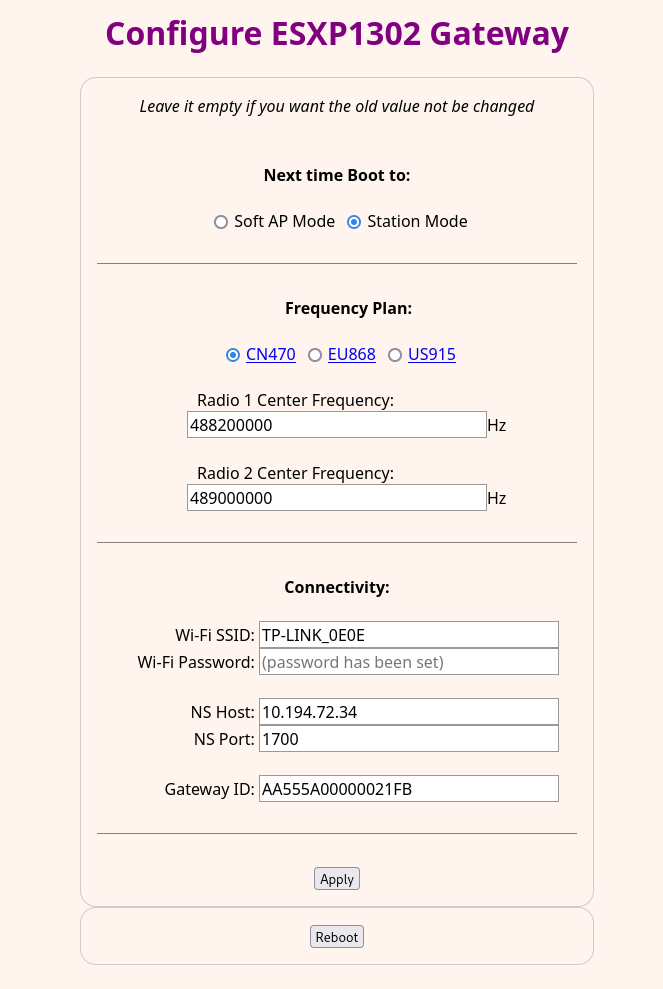 Configure ESXP1302 Gateway
Leave it empty if you want the old value not be changed
Next time Boot to:
Soft AP Mode Station Mode
Frequency Plan:
CN470 EU868 US915
Radio 1 Center Frequency:
488200000 Hz
Radio 2 Center Frequency:
489000000 Hz
Connectivity:
Wi-Fi SSID: TP-LINK_0E0E
Wi-Fi Password: (password has been set)
NS Host: 10.194.72.34
NS Port: 1700
Gateway ID: AA555A00000021FB
Apply
Reboot